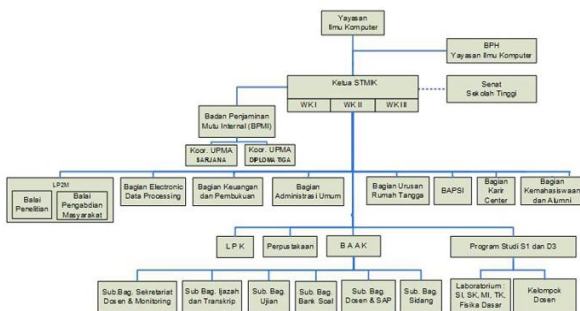 Yayasan
Ilmu Komputer
BPH
Yayasan Ilmu Komputer
Ketua STMIK
WK I
WK II
WK III
Senat
Sekolah Tinggi
Badan Penjaminan
Mutu Internal (BPMI)
Koor. UPMA
SARJANA
Koor. UPMA
DIPLOMA TIGA
LP2M
Balai
Penelitian
Balai
Pengabdian
Masyarakat
Bagian Electronic
Data Processing
Bagian Keuangan
dan Pembukuan
Bagian
Administrasi Umum
Bagian Urusan
Rumah Tangga
BAPSI
Bagian
Karir
Center
Bagian
Kemahasiswaan
dan Alumni
L P K
Perpustakaan
B A A K
Program Studi S1 dan D3
Sub.Bag. Sekretariat
Dosen & Monitoring
Sub.Bag. Ijazah
dan Transkrip
Sub. Bag.
Ujian
Sub. Bag.
Bank Soal
Sub. Bag.
Dosen & SAP
Sub. Bag.
Sidang
Laboratorium :
SI, SK, MI, TK,
Fisika Dasar
Kelompok
Dosen